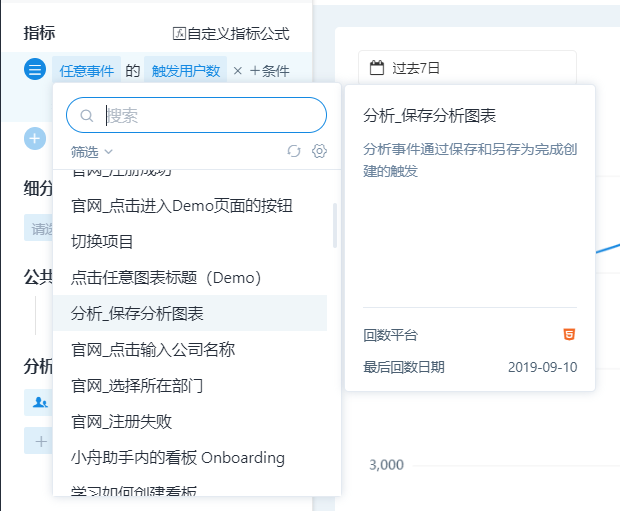 指标
自定义指标公式
任意事件 的 触发用户数 × +条件
搜索
筛选
官网_注册成功
官网_点击进入Demo页面的按钮
切换项目
点击任意图表标题（Demo）
分析_保存分析图表
官网_点击输入公司名称
官网_选择所在部门
官网_注册失败
小舟助手内的看板 Onboarding
学习如何创建看板
细分
请选
公共
分析
过去7日
分析_保存分析图表
分析事件通过保存和另存为完成创
建的触发
回数平台
最后回数日期 2019-09-10
3,000